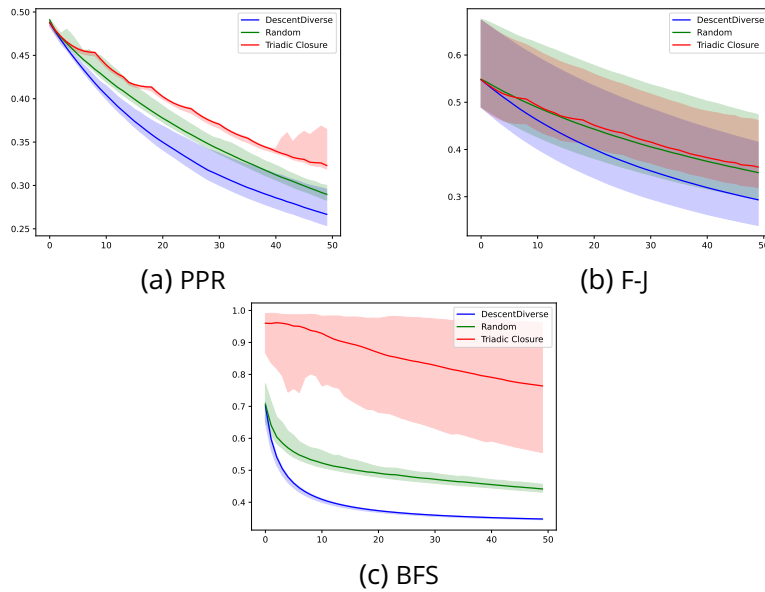 0.50
0.45
0.40
0.35
0.30
0.25
0 10 20 30 40 50
DescentDiverse
Random
Triadic Closure
(a) PPR
0.6
0.5
0.4
0.3
0 10 20 30 40 50
DescentDiverse
Random
Triadic Closure
(b) F-J
1.0
0.9
0.8
0.7
0.6
0.5
0.4
0 10 20 30 40 50
DescentDiverse
Random
Triadic Closure
(c) BFS